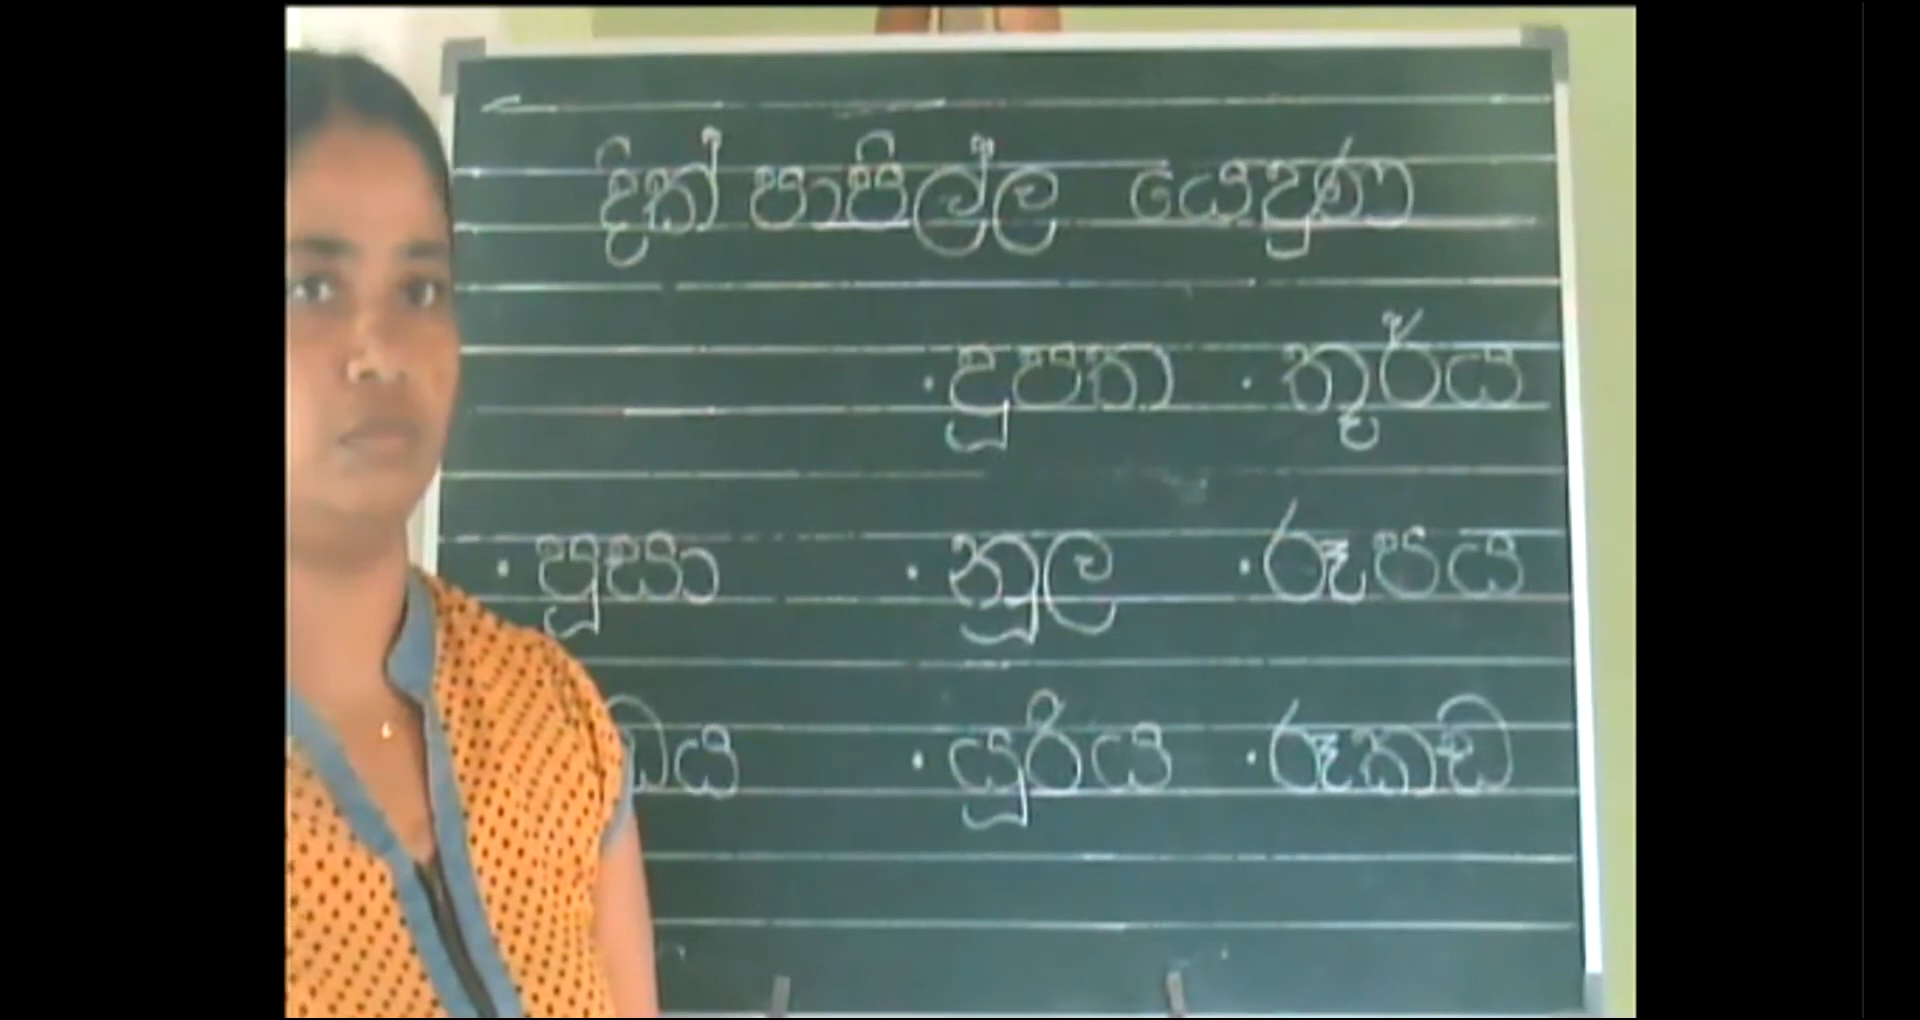 දික් පාපිල්ල යෙදුණ
· දූපත · තූර්ය
· පූසා · නූල · රූපය
· යූරිය · රූකඩ